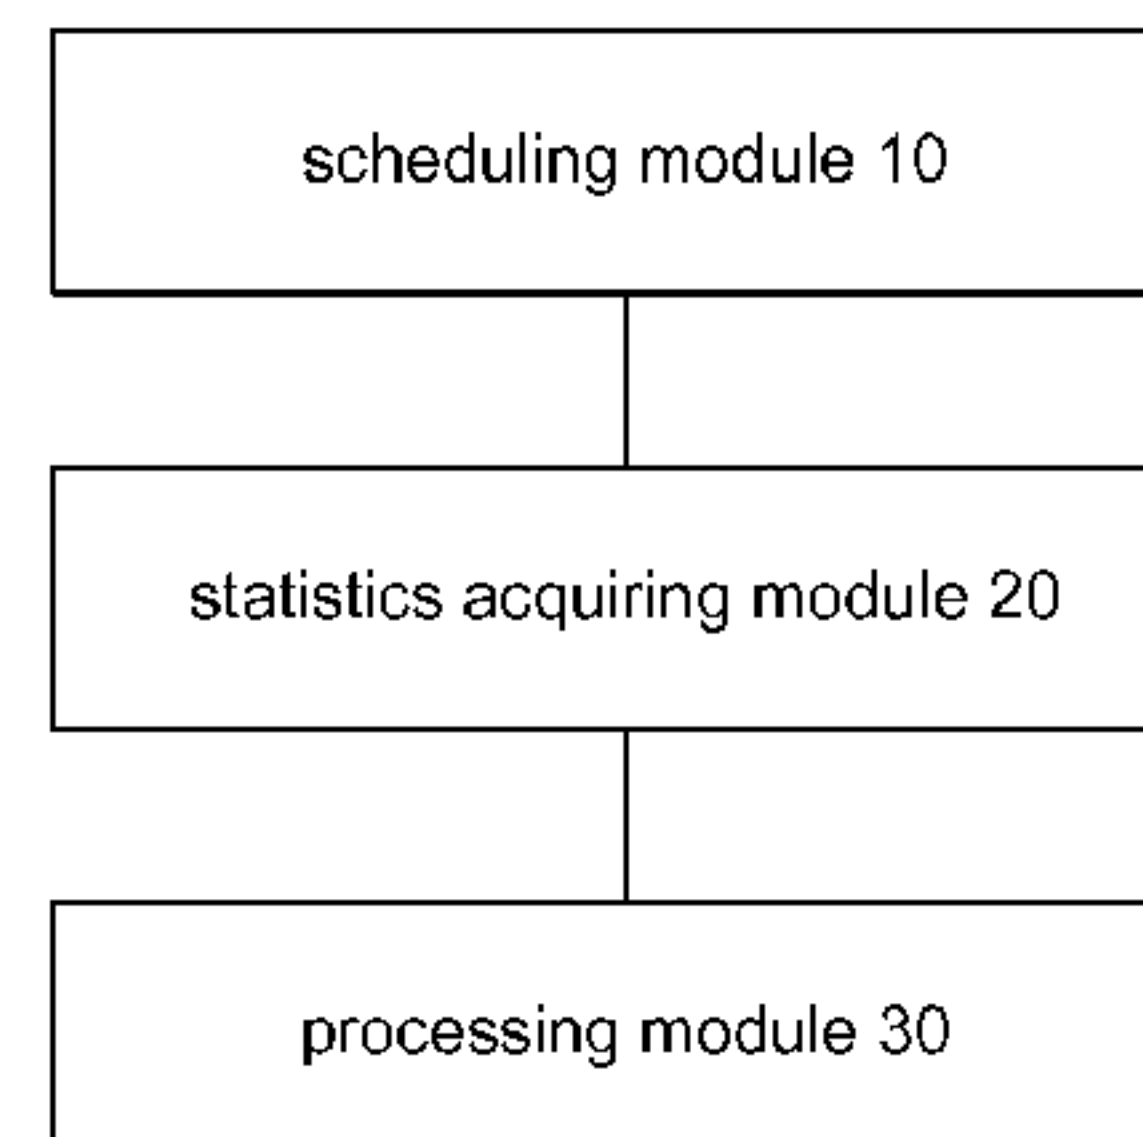 scheduling module 10
statistics acquiring module 20
processing module 30